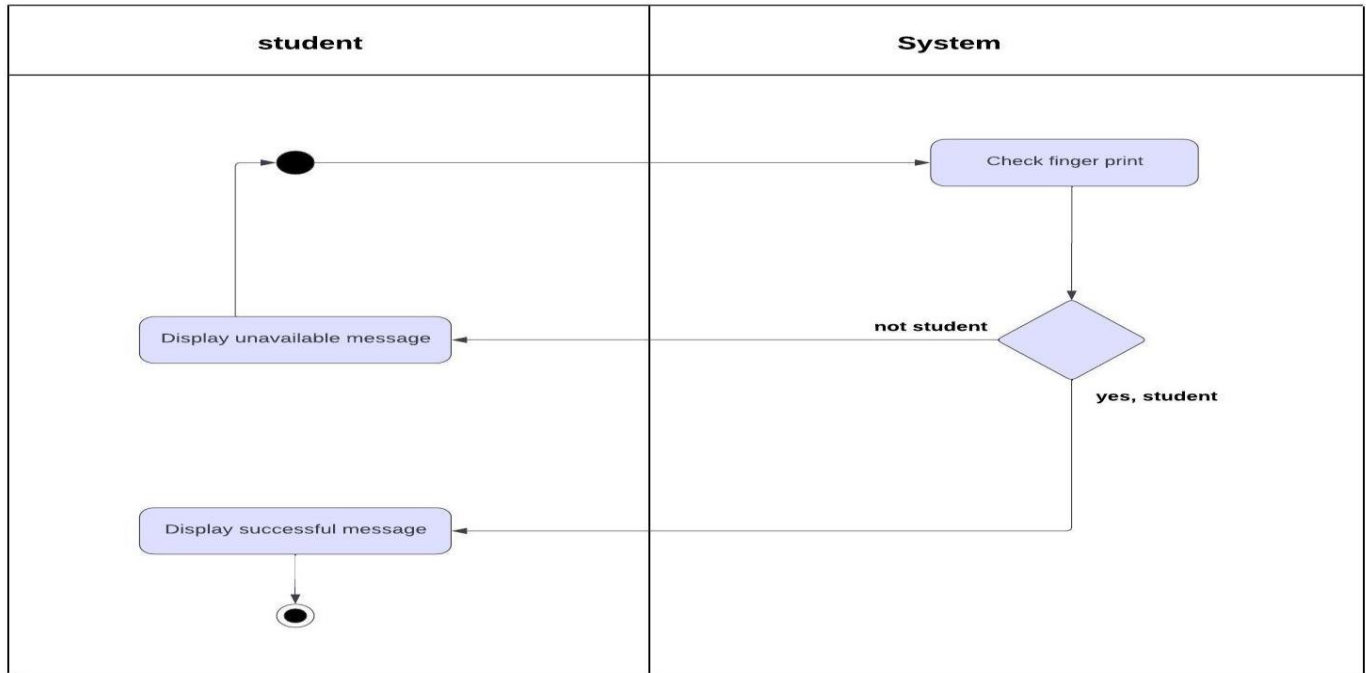 student
System
Check finger print
not student
Display unavailable message
yes, student
Display successful message